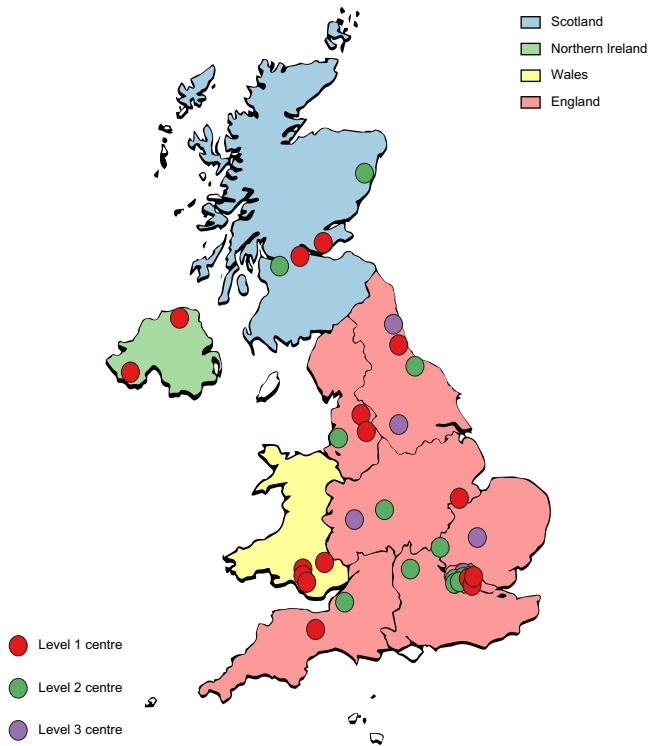 Scotland
Northern Ireland
Wales
England
Level 1 centre
Level 2 centre
Level 3 centre